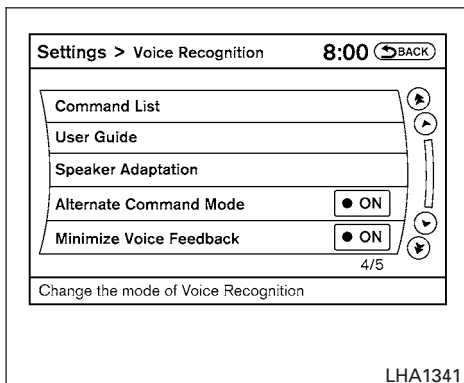 Settings > Voice Recognition 8:00 BACK
Command List
User Guide
Speaker Adaptation
Alternate Command Mode ON
Minimize Voice Feedback ON
4/5
Change the mode of Voice Recognition
LHA1341